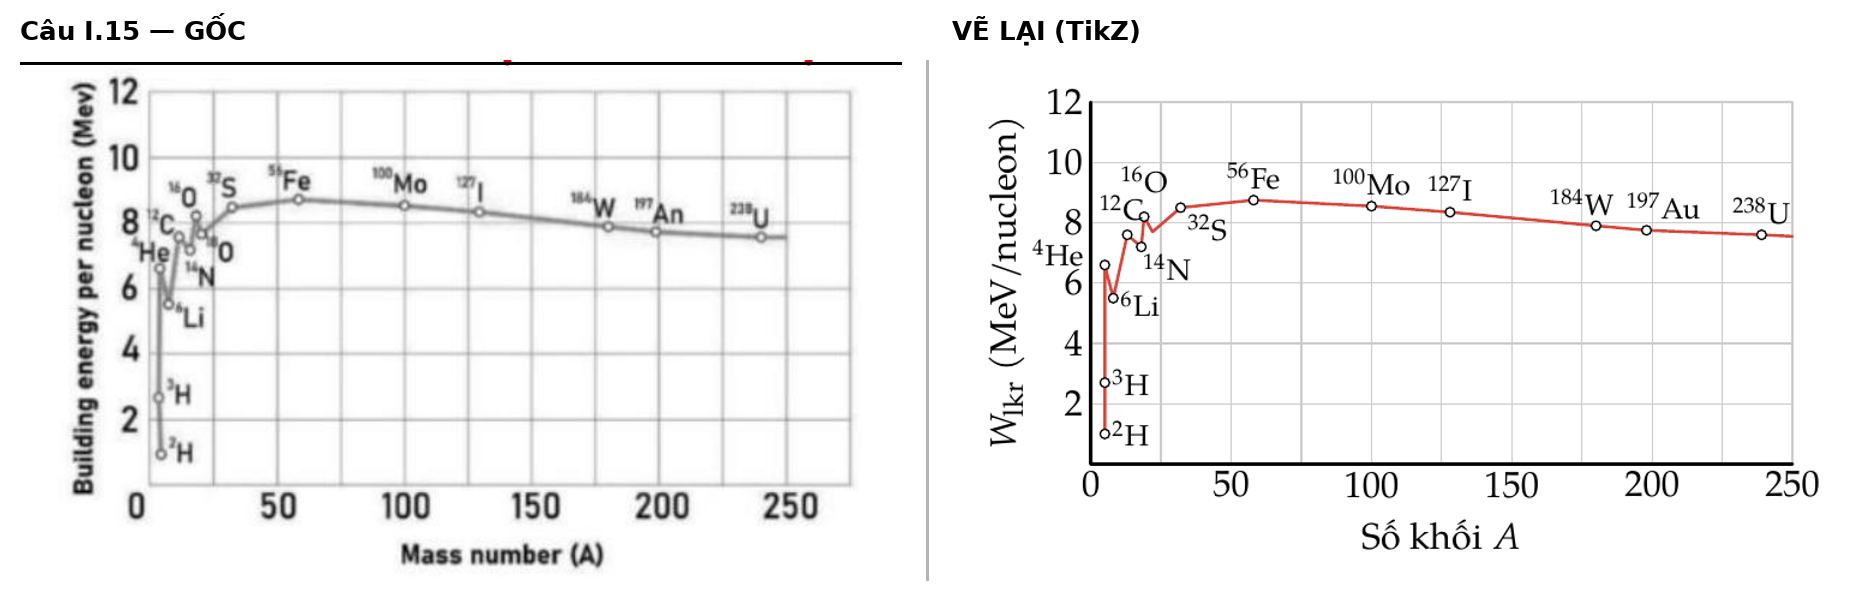 Câu I.15 — GỐC
Building energy per nucleon (Mev)
12
10
8
6
4
2
0
50
100
150
200
250
Mass number (A)
⁴He
¹²C
¹⁶O
³²S
⁵⁶Fe
¹⁰⁰Mo
¹²⁷I
¹⁸⁴W
¹⁹⁷An
²³⁸U
¹⁸O
¹⁴N
⁶Li
³H
²H
VẼ LẠI (TikZ)
W_lkr (MeV/nucleon)
12
10
8
6
4
2
0
50
100
150
200
250
Số khối A
⁴He
¹²C
¹⁶O
³²S
⁵⁶Fe
¹⁰⁰Mo
¹²⁷I
¹⁸⁴W
¹⁹⁷Au
²³⁸U
¹⁴N
⁶Li
³H
²H